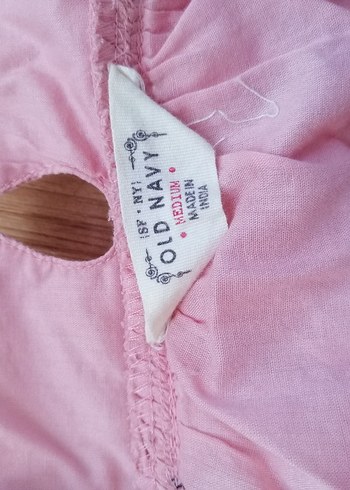 ¦SF • NY¦
OLD NAVY
• MEDIUM •
MADE IN
INDIA